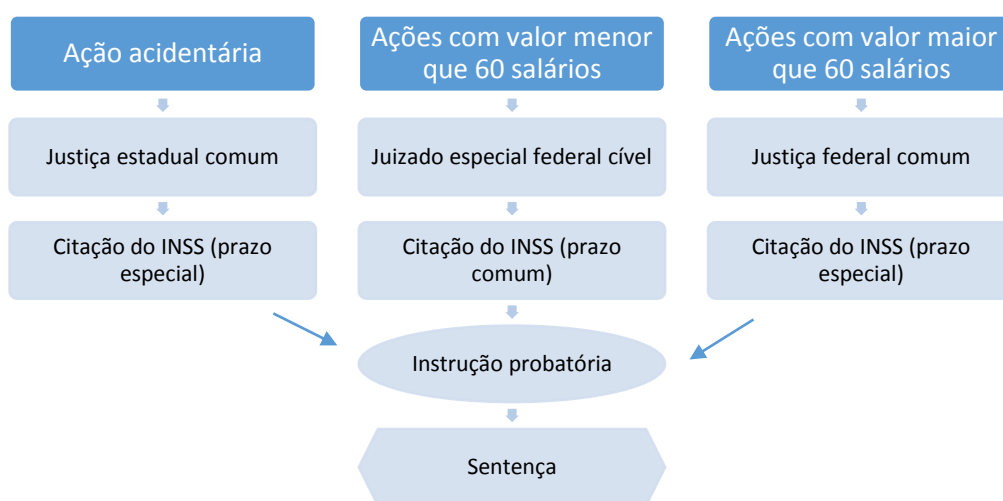 Ação acidentária
Ações com valor menor
que 60 salários
Ações com valor maior
que 60 salários
Justiça estadual comum
Juizado especial federal cível
Justiça federal comum
Citação do INSS (prazo
especial)
Citação do INSS (prazo
comum)
Citação do INSS (prazo
especial)
Instrução probatória
Sentença